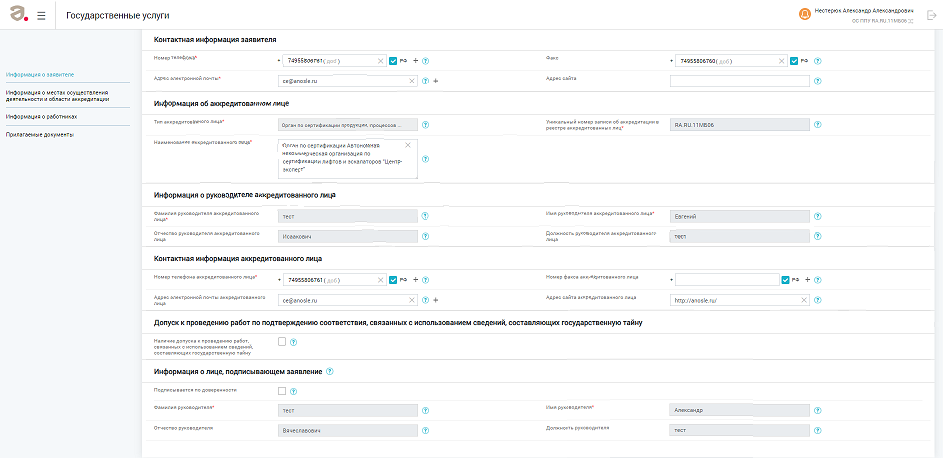 Государственные услуги
Нестерюк Александр Александрович
ОС ППУ RA.RU.11МБ06
Информация о заявителе
Информация о местах осуществления
деятельности и области аккредитации
Информация о работниках
Прилагаемые документы
Контактная информация заявителя
Номер телефона*
+ 74955806761 ( доб ) РФ +
Факс
+ 74955806760 ( доб ) РФ
Адрес электронной почты*
ce@anosle.ru
Адрес сайта
Информация об аккредитованном лице
Тип аккредитованного лица*
Орган по сертификации продукции, процессов ...
Уникальный номер записи об аккредитации в
реестре аккредитованных лиц*
RA.RU.11МБ06
Наименование аккредитованного лица*
Орган по сертификации Автономная
некоммерческая организация по
сертификации лифтов и эскалаторов "Центр-
эксперт"
Информация о руководителе аккредитованного лица
Фамилия руководителя аккредитованного
лица*
тест
Имя руководителя аккредитованного лица*
Евгений
Отчество руководителя аккредитованного
лица
Исаакович
Должность руководителя аккредитованного
лица
тест
Контактная информация аккредитованного лица
Номер телефона аккредитованного лица*
+ 74955806761 ( доб ) РФ +
Номер факса аккредитованного лица
+ РФ +
Адрес электронной почты аккредитованного
лица
ce@anosle.ru
Адрес сайта аккредитованного лица
http://anosle.ru/
Допуск к проведению работ по подтверждению соответствия, связанных с использованием сведений, составляющих государственную тайну
Наличие допуска к проведению работ,
связанных с использованием сведений,
составляющих государственную тайну
Информация о лице, подписывающем заявление
Подписывается по доверенности
Фамилия руководителя*
тест
Имя руководителя*
Александр
Отчество руководителя
Вячеславович
Должность руководителя
тест